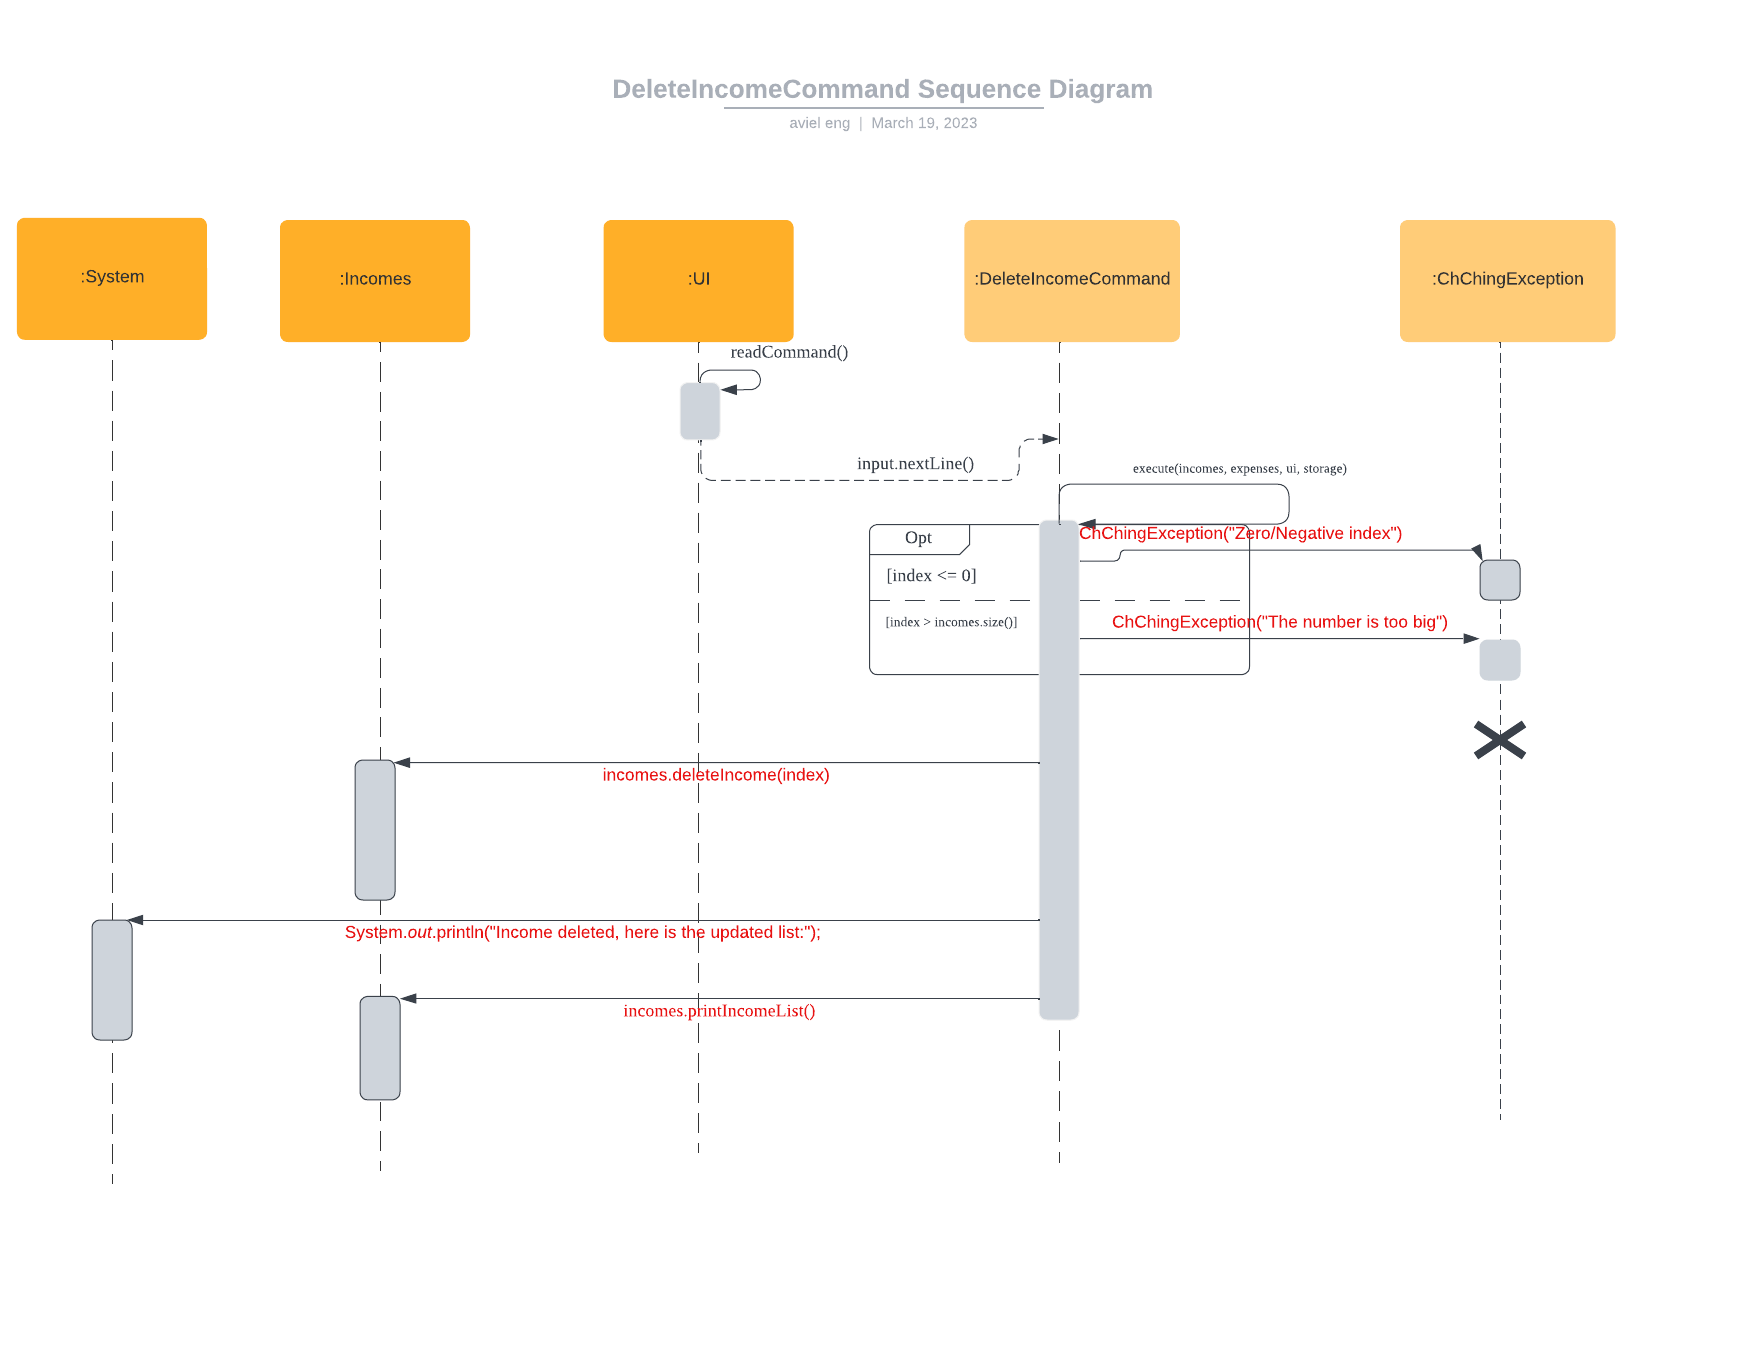 DeleteIncomeCommand Sequence Diagram
aviel eng | March 19, 2023
:System
:Incomes
:UI
:DeleteIncomeCommand
:ChChingException
readCommand()
input.nextLine()
execute(incomes, expenses, ui, storage)
Opt
ChChingException("Zero/Negative index")
[index <= 0]
[index > incomes.size()]
ChChingException("The number is too big")
incomes.deleteIncome(index)
System.out.println("Income deleted, here is the updated list:");
incomes.printIncomeList()